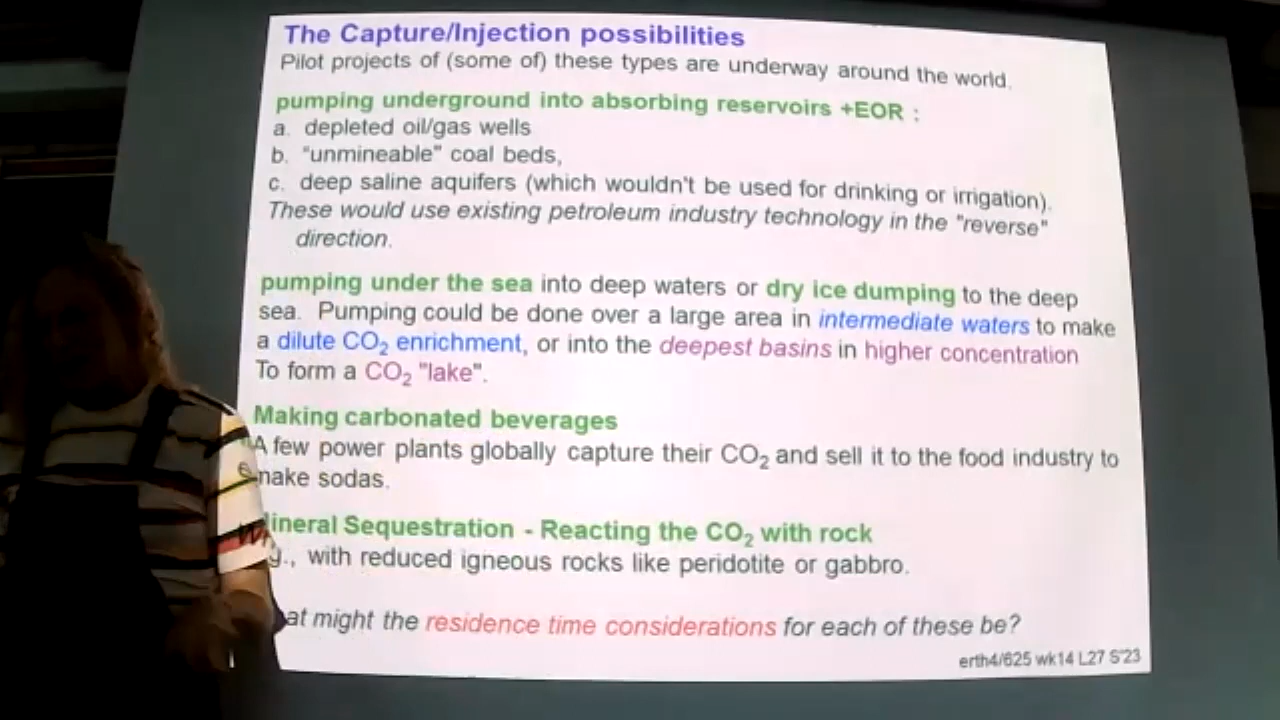 The Capture/Injection possibilities
Pilot projects of (some of) these types are underway around the world.
pumping underground into absorbing reservoirs +EOR :
a. depleted oil/gas wells
b. "unmineable" coal beds,
c. deep saline aquifers (which wouldn't be used for drinking or irrigation).
These would use existing petroleum industry technology in the "reverse"
direction.
pumping under the sea into deep waters or dry ice dumping to the deep
sea. Pumping could be done over a large area in intermediate waters to make
a dilute CO₂ enrichment, or into the deepest basins in higher concentration
To form a CO₂ "lake".
Making carbonated beverages
A few power plants globally capture their CO₂ and sell it to the food industry to
make sodas.
Mineral Sequestration - Reacting the CO₂ with rock
g., with reduced igneous rocks like peridotite or gabbro.
at might the residence time considerations for each of these be?
erth4/625 wk14 L27 S'23